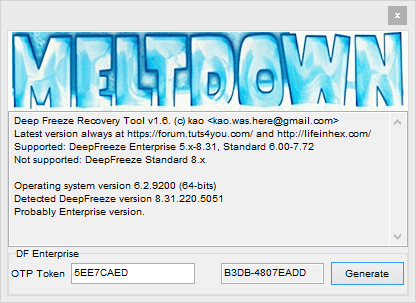 x
MELTDOWN
Deep Freeze Recovery Tool v1.6. (c) kao <kao.was.here@gmail.com>
Latest version always at https://forum.tuts4you.com/ and http://lifeinhex.com/
Supported: DeepFreeze Enterprise 5.x-8.31, Standard 6.00-7.72
Not supported: DeepFreeze Standard 8.x
Operating system version 6.2.9200 (64-bits)
Detected DeepFreeze version 8.31.220.5051
Probably Enterprise version.
DF Enterprise
OTP Token 5EE7CAED B3DB-4807EADD Generate